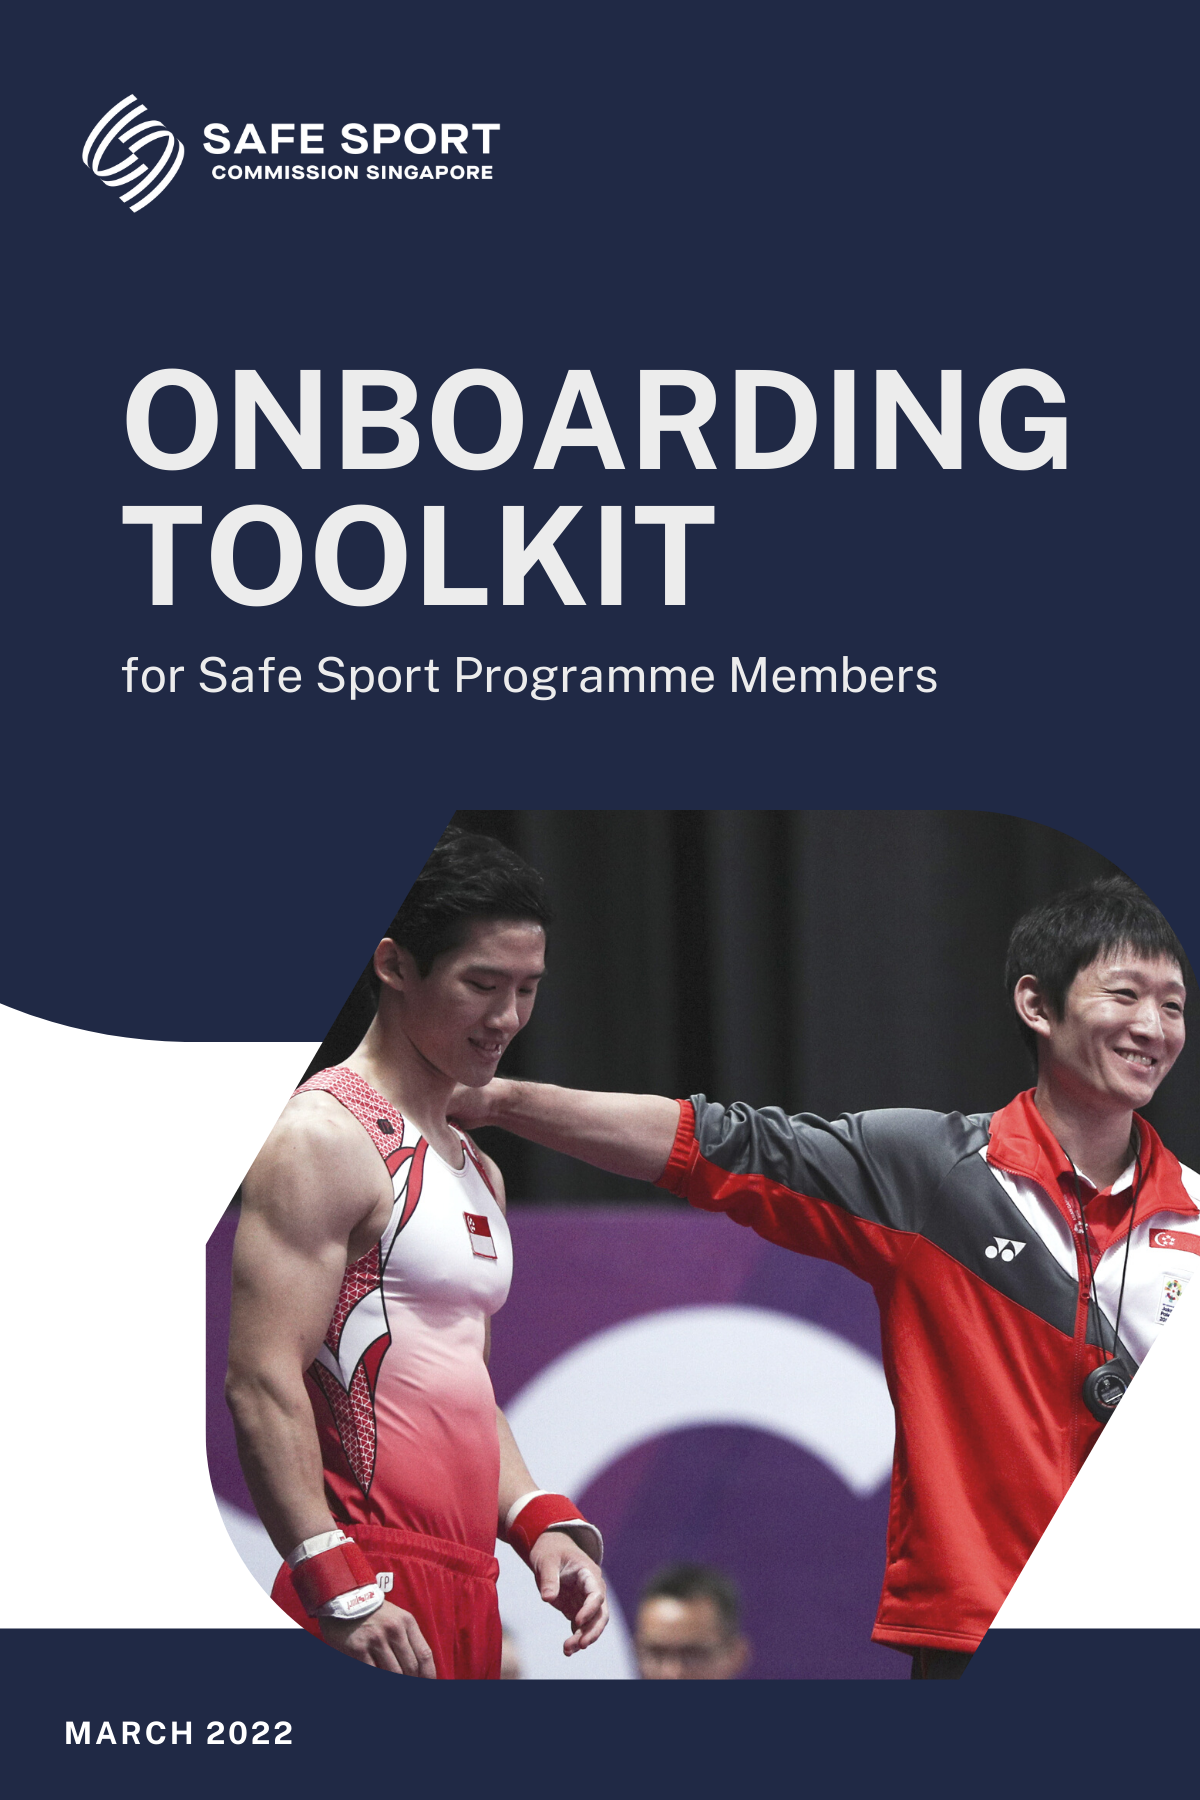 SAFE SPORT
COMMISSION SINGAPORE
ONBOARDING
TOOLKIT
for Safe Sport Programme Members
MARCH 2022